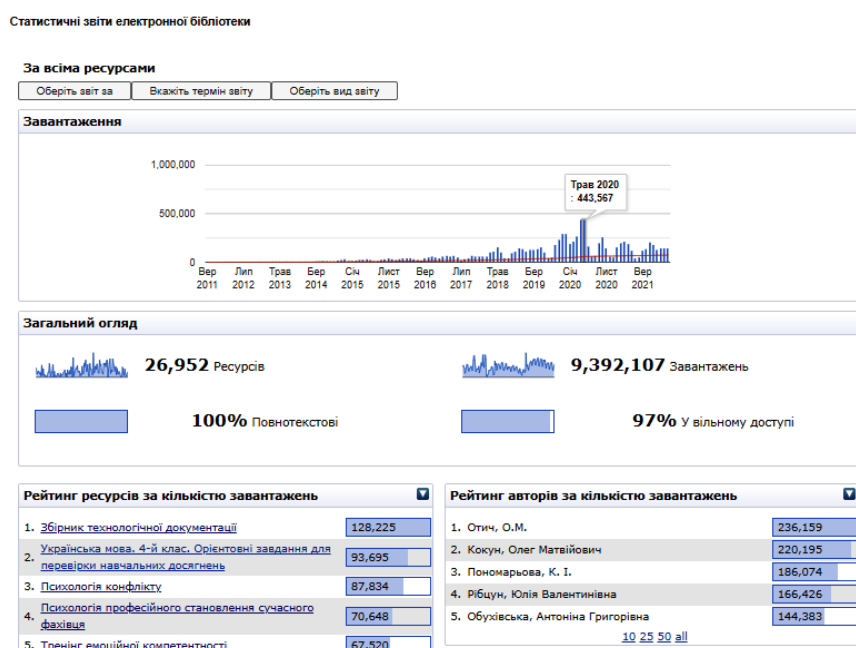 Статистичні звіти електронної бібліотеки
За всіма ресурсами
Оберіть звіт за
Вкажіть термін звіту
Оберіть вид звіту
Завантаження
1,000,000
500,000
0
Трав 2020
: 443,567
Вер Лип Трав Бер Січ Лист Вер Лип Трав Бер Січ Лист Вер
2011 2012 2013 2014 2015 2015 2016 2017 2018 2019 2020 2020 2021
Загальний огляд
26,952 Ресурсів
9,392,107 Завантажень
100% Повнотекстові
97% У вільному доступі
Рейтинг ресурсів за кількістю завантажень
1. Збірник технологічної документації 128,225
2. Українська мова. 4-й клас. Орієнтовні завдання для
перевірки навчальних досягнень 93,695
3. Психологія конфлікту 87,834
4. Психологія професійного становлення сучасного
фахівця 70,648
5. Тренінг емоційної компетентності 67,520
Рейтинг авторів за кількістю завантажень
1. Отич, О.М. 236,159
2. Кокун, Олег Матвійович 220,195
3. Пономарьова, К. І. 186,074
4. Рібцун, Юлія Валентинівна 166,426
5. Обухівська, Антоніна Григорівна 144,383
10 25 50 all